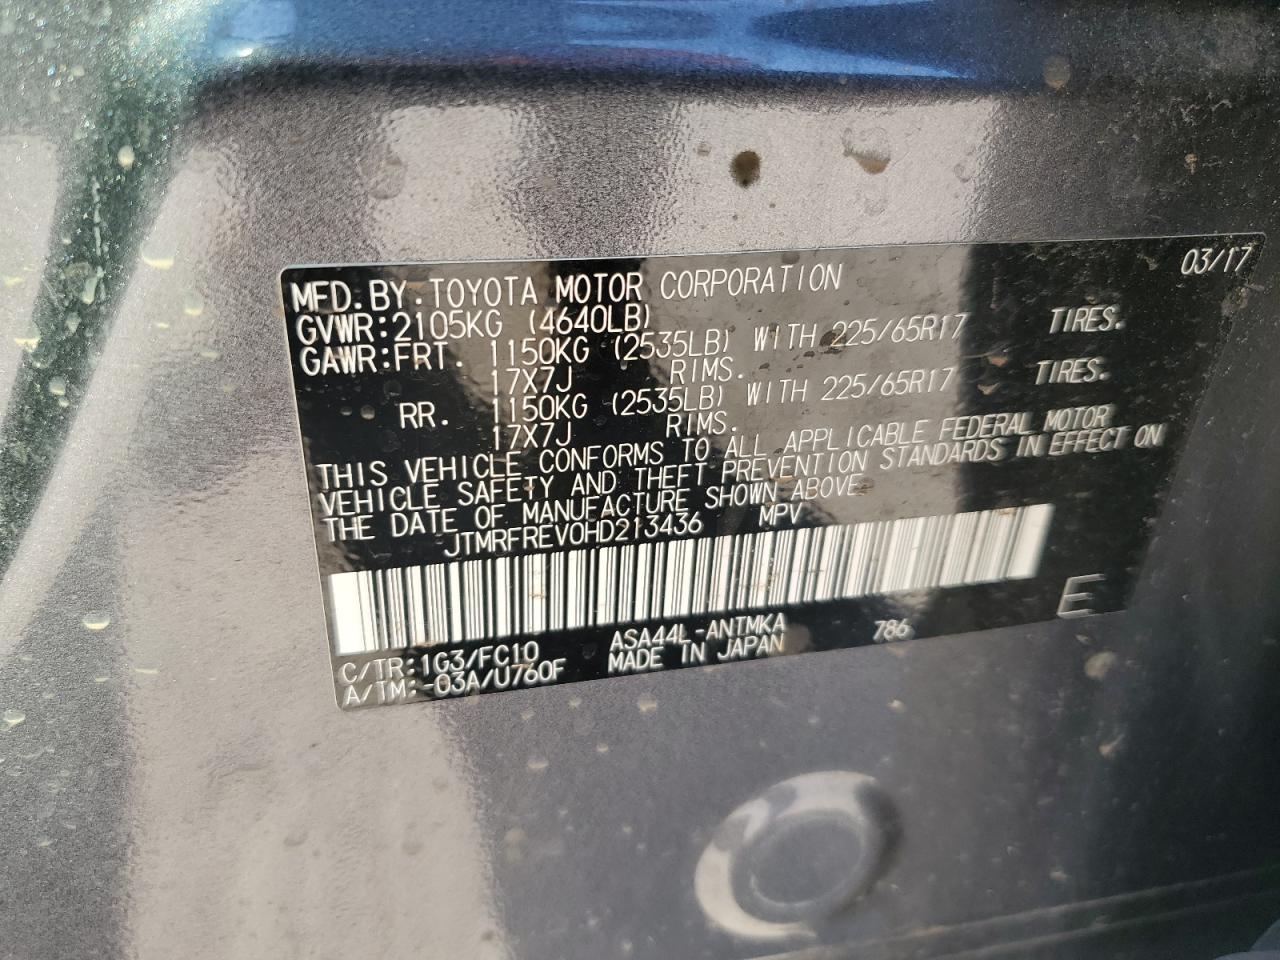 03/17
MFD.BY.TOYOTA MOTOR CORPORATION
GVWR:2105KG (4640LB)
GAWR:FRT. 1150KG (2535LB) WITH 225/65R17 TIRES.
17X7J RIMS.
RR. 1150KG (2535LB) WITH 225/65R17 TIRES.
17X7J RIMS.
THIS VEHICLE CONFORMS TO ALL APPLICABLE FEDERAL MOTOR
VEHICLE SAFETY AND THEFT PREVENTION STANDARDS IN EFFECT ON
THE DATE OF MANUFACTURE SHOWN ABOVE.
JTMRFREV0HD213436 MPV
E
C/TR:1G3/FC10 ASA44L-ANTMKA 786
A/TM:-03A/U760F MADE IN JAPAN